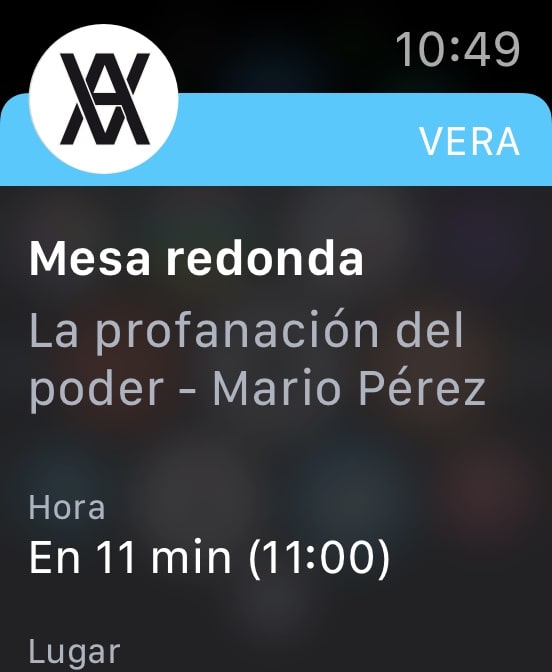 10:49
VERA
Mesa redonda
La profanación del
poder - Mario Pérez
Hora
En 11 min (11:00)
Lugar